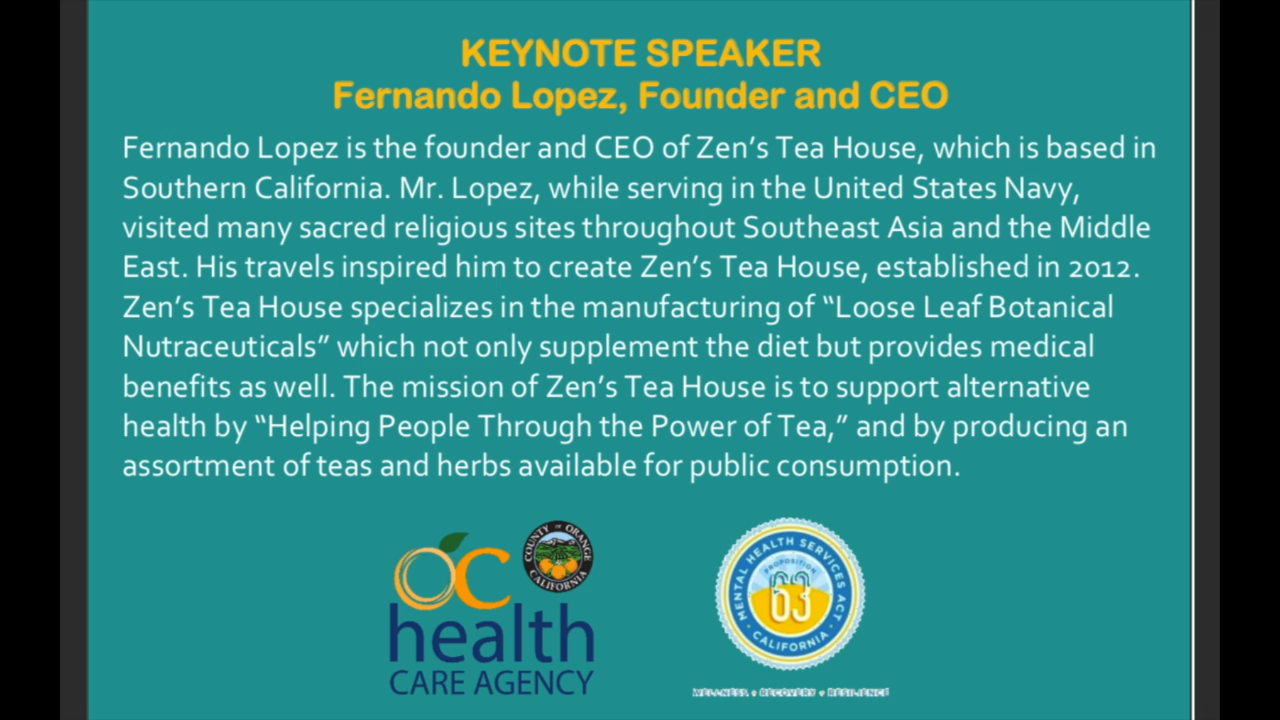 KEYNOTE SPEAKER
Fernando Lopez, Founder and CEO
Fernando Lopez is the founder and CEO of Zen’s Tea House, which is based in
Southern California. Mr. Lopez, while serving in the United States Navy,
visited many sacred religious sites throughout Southeast Asia and the Middle
East. His travels inspired him to create Zen’s Tea House, established in 2012.
Zen’s Tea House specializes in the manufacturing of “Loose Leaf Botanical
Nutraceuticals” which not only supplement the diet but provides medical
benefits as well. The mission of Zen’s Tea House is to support alternative
health by “Helping People Through the Power of Tea,” and by producing an
assortment of teas and herbs available for public consumption.
OC
health
CARE AGENCY
COUNTY OF ORANGE
CALIFORNIA
MENTAL HEALTH SERVICES ACT
PROPOSITION
63
CALIFORNIA
WELLNESS • RECOVERY • RESILIENCE